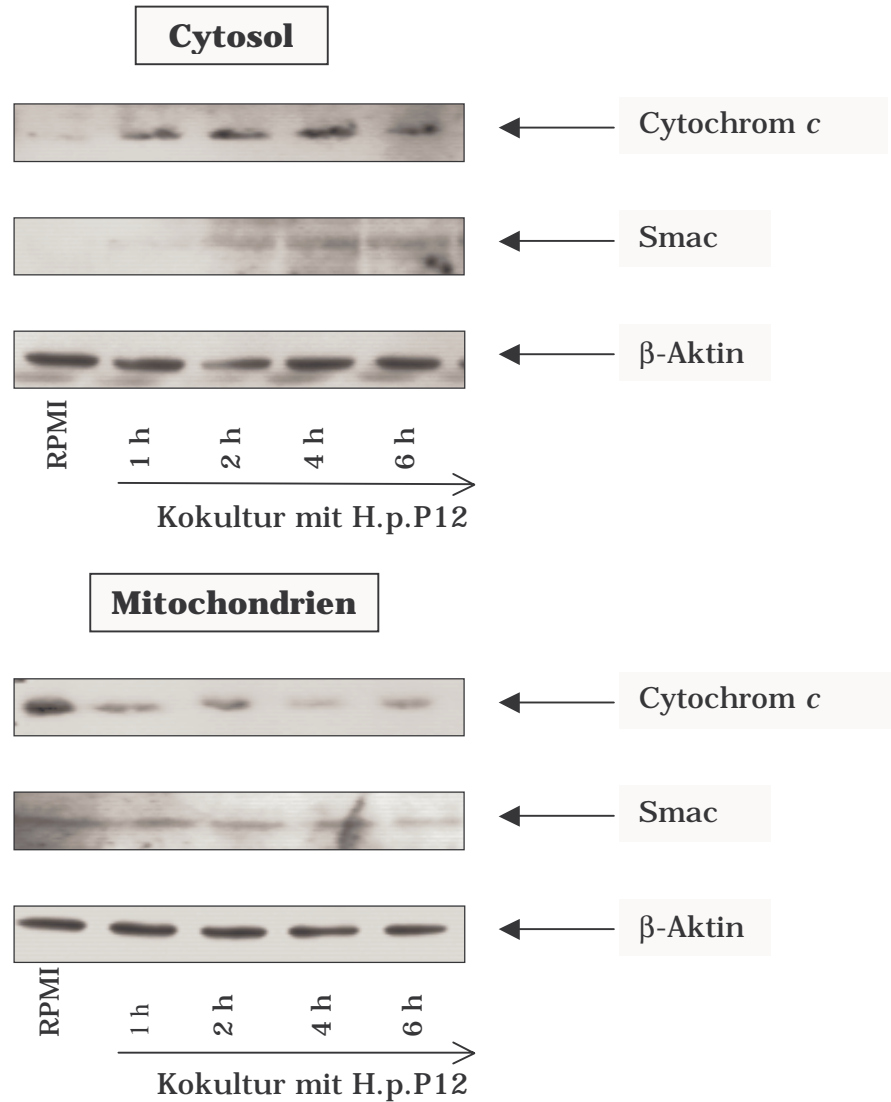 Cytosol
Cytochrom c
Smac
β-Aktin
RPMI
1 h
2 h
4 h
6 h
Kokultur mit H.p.P12
Mitochondrien
Cytochrom c
Smac
β-Aktin
RPMI
1 h
2 h
4 h
6 h
Kokultur mit H.p.P12